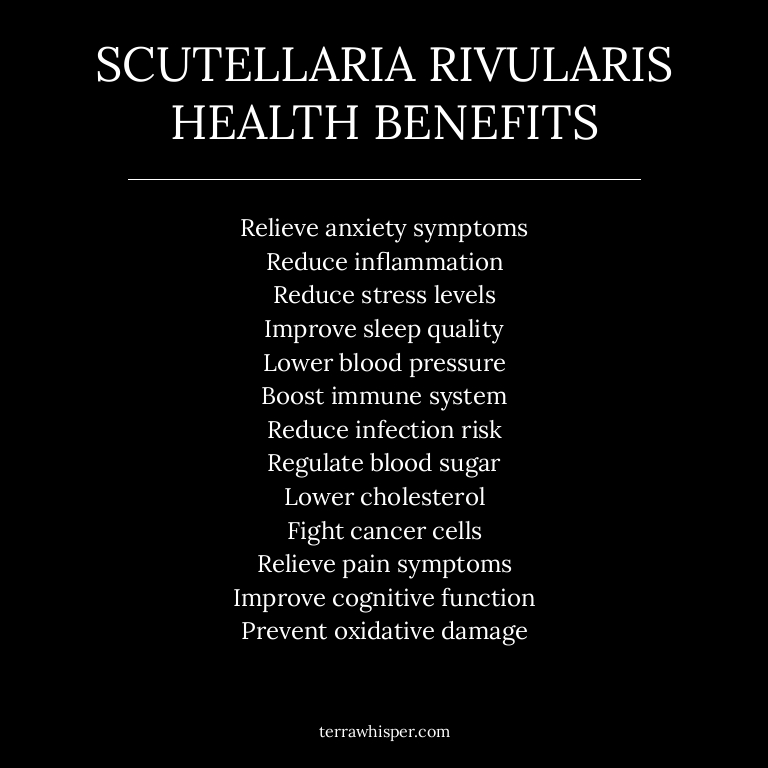 SCUTELLARIA RIVULARIS
HEALTH BENEFITS
Relieve anxiety symptoms
Reduce inflammation
Reduce stress levels
Improve sleep quality
Lower blood pressure
Boost immune system
Reduce infection risk
Regulate blood sugar
Lower cholesterol
Fight cancer cells
Relieve pain symptoms
Improve cognitive function
Prevent oxidative damage
terrawhisper.com